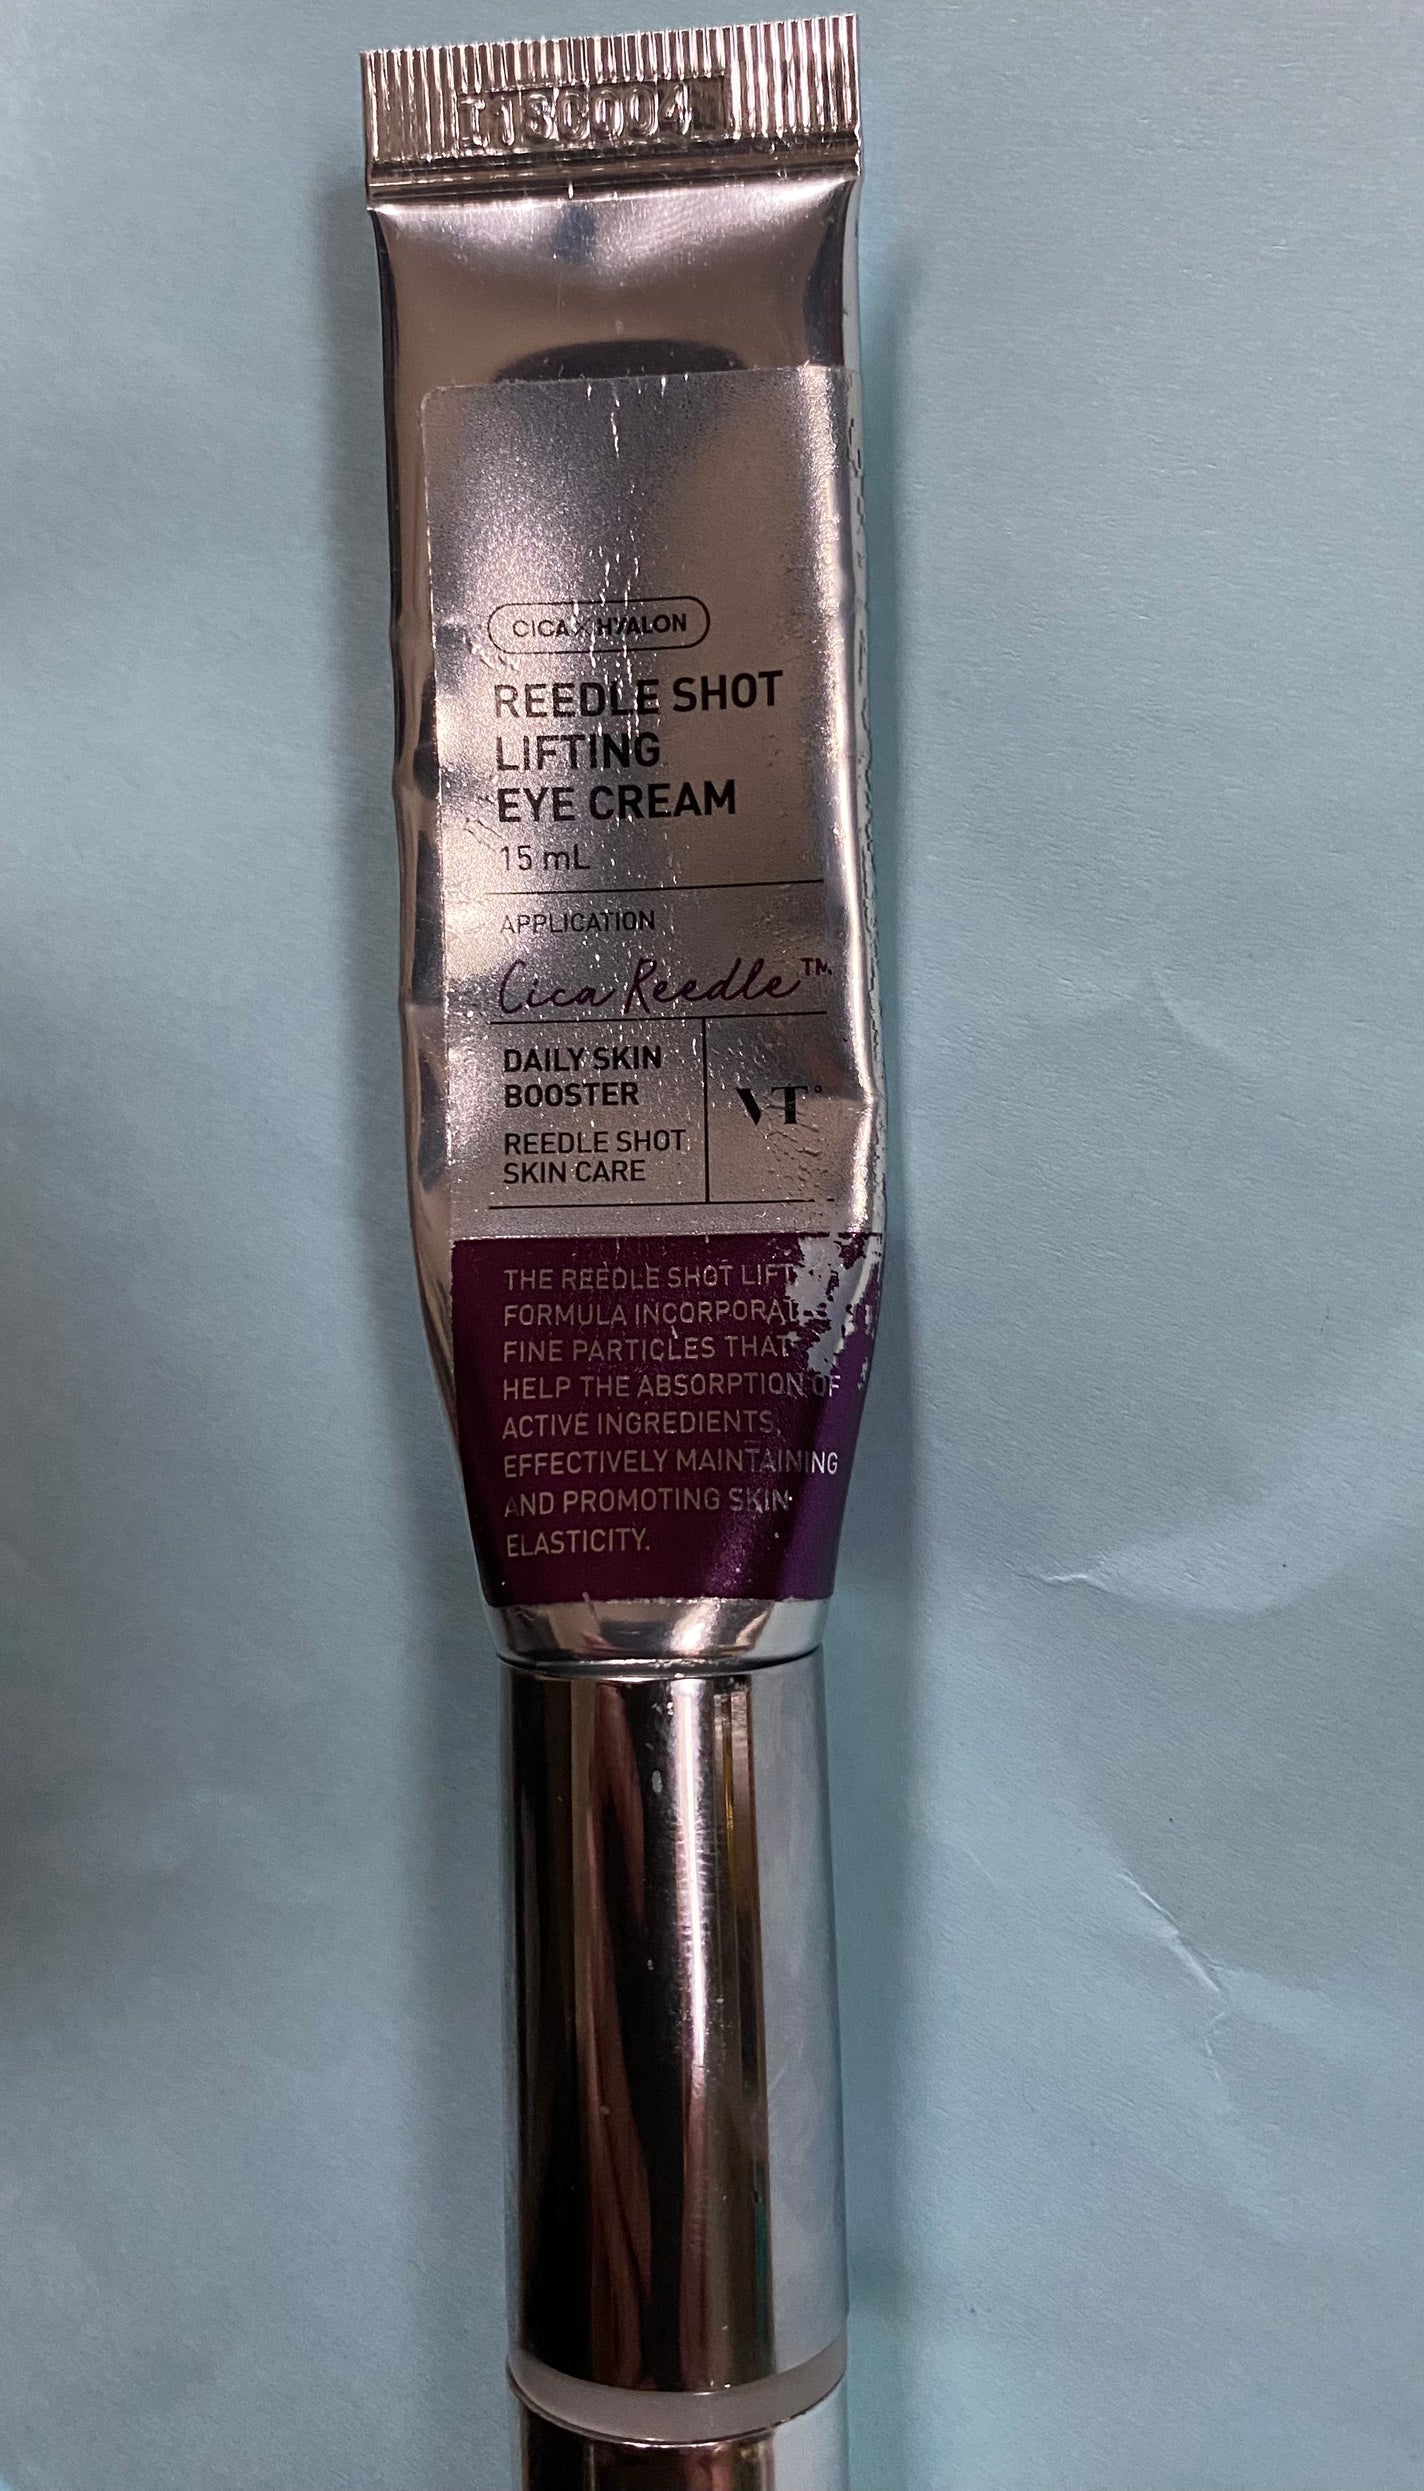 CICA × HYALON
REEDLE SHOT
LIFTING
EYE CREAM
15 mL
APPLICATION
Cica Reedle™
DAILY SKIN
BOOSTER
REEDLE SHOT
SKIN CARE
VT
THE REEDLE SHOT
FORMULA
FINE PARTICLES THAT
HELP THE ABSORPTION OF
ACTIVE INGREDIENTS,
EFFECTIVELY MAINTAINING
AND PROMOTING SKIN
ELASTICITY.